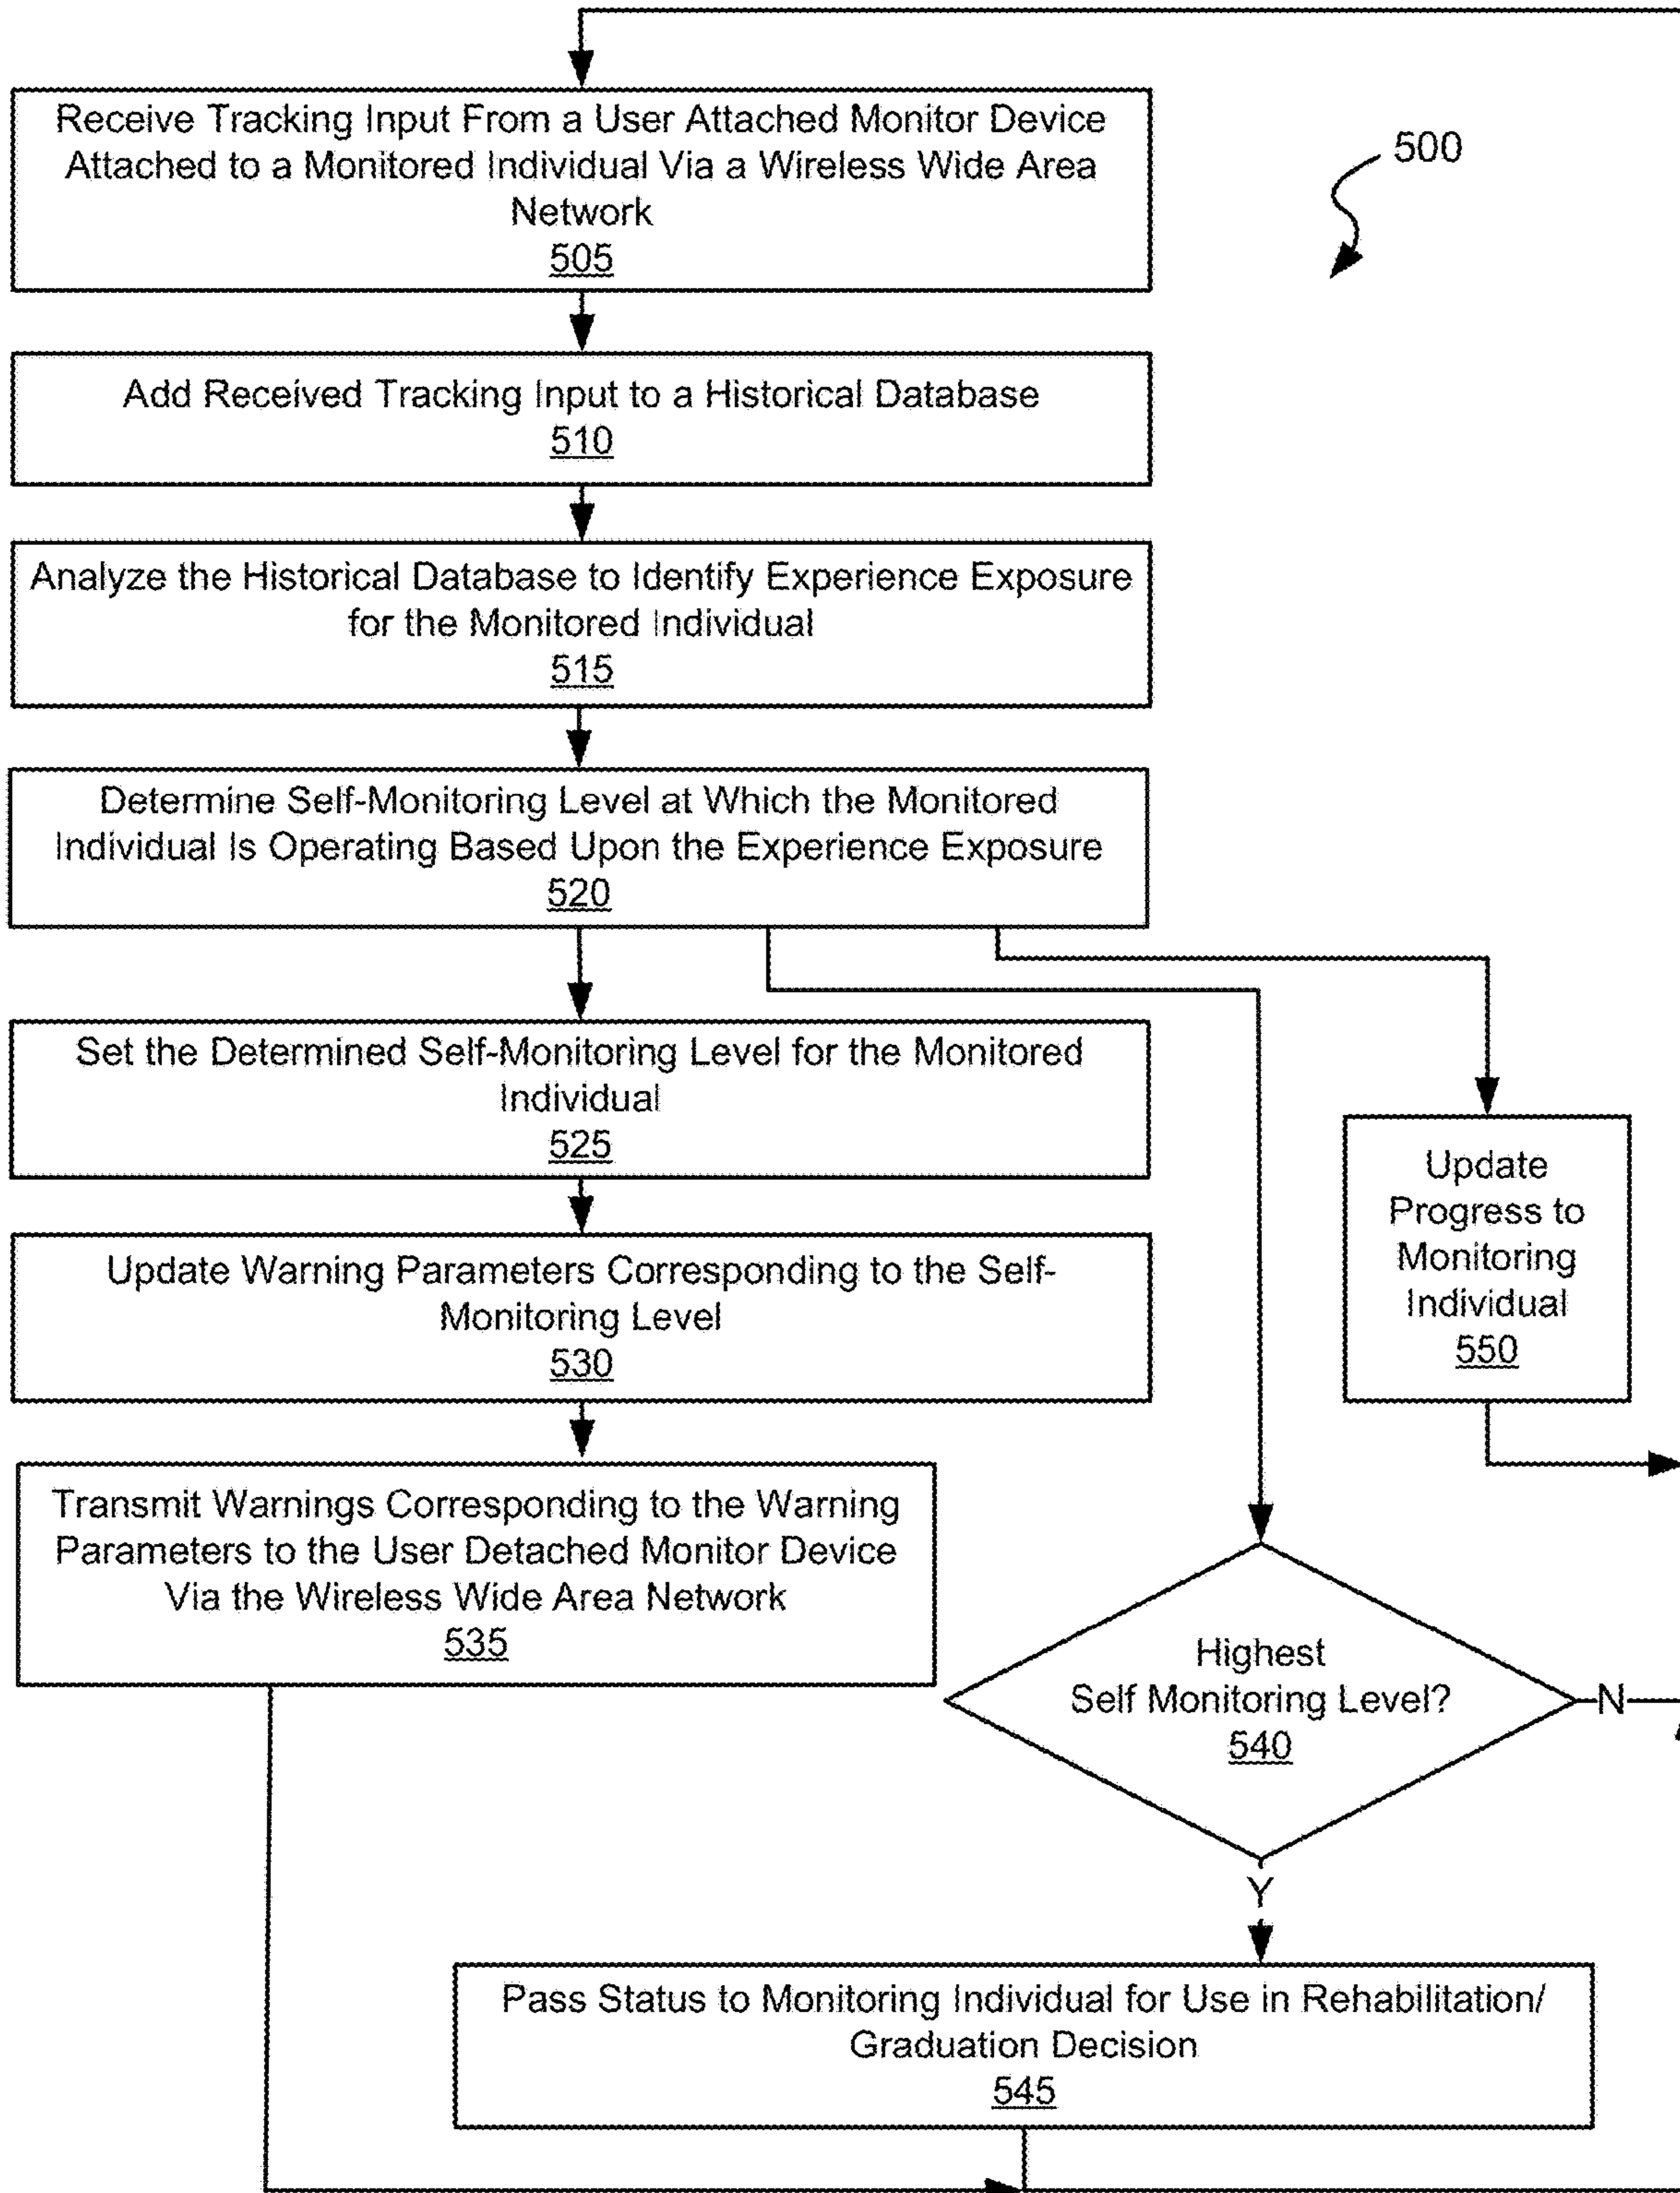 Receive Tracking Input From a User Attached Monitor Device
Attached to a Monitored Individual Via a Wireless Wide Area
Network
505
500
Add Received Tracking Input to a Historical Database
510
Analyze the Historical Database to Identify Experience Exposure
for the Monitored Individual
515
Determine Self-Monitoring Level at Which the Monitored
Individual Is Operating Based Upon the Experience Exposure
520
Set the Determined Self-Monitoring Level for the Monitored
Individual
525
Update Warning Parameters Corresponding to the Self-
Monitoring Level
530
Update
Progress to
Monitoring
Individual
550
Transmit Warnings Corresponding to the Warning
Parameters to the User Detached Monitor Device
Via the Wireless Wide Area Network
535
Highest
Self Monitoring Level?
540
N
Y
Pass Status to Monitoring Individual for Use in Rehabilitation/
Graduation Decision
545